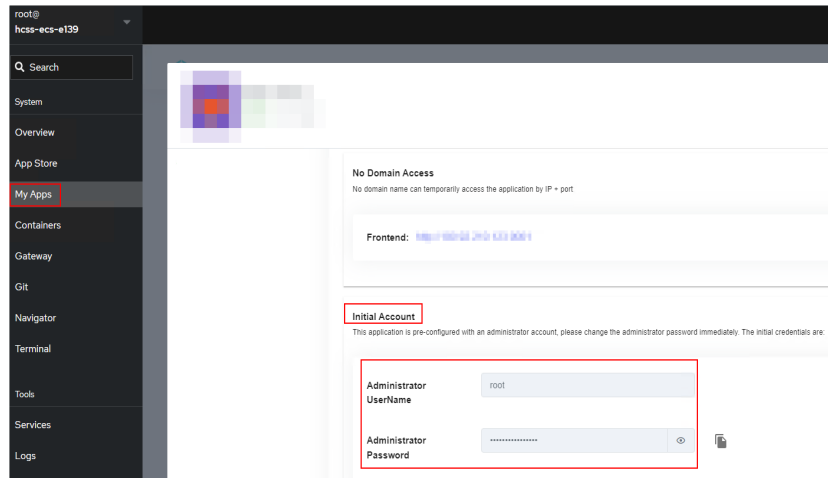 root@
hcss-ecs-e139
Search
System
Overview
App Store
My Apps
Containers
Gateway
Git
Navigator
Terminal
Tools
Services
Logs
No Domain Access
No domain name can temporarily access the application by IP + port
Frontend:
Initial Account
This application is pre-configured with an administrator account, please change the administrator password immediately. The initial credentials are:
Administrator
UserName
root
Administrator
Password